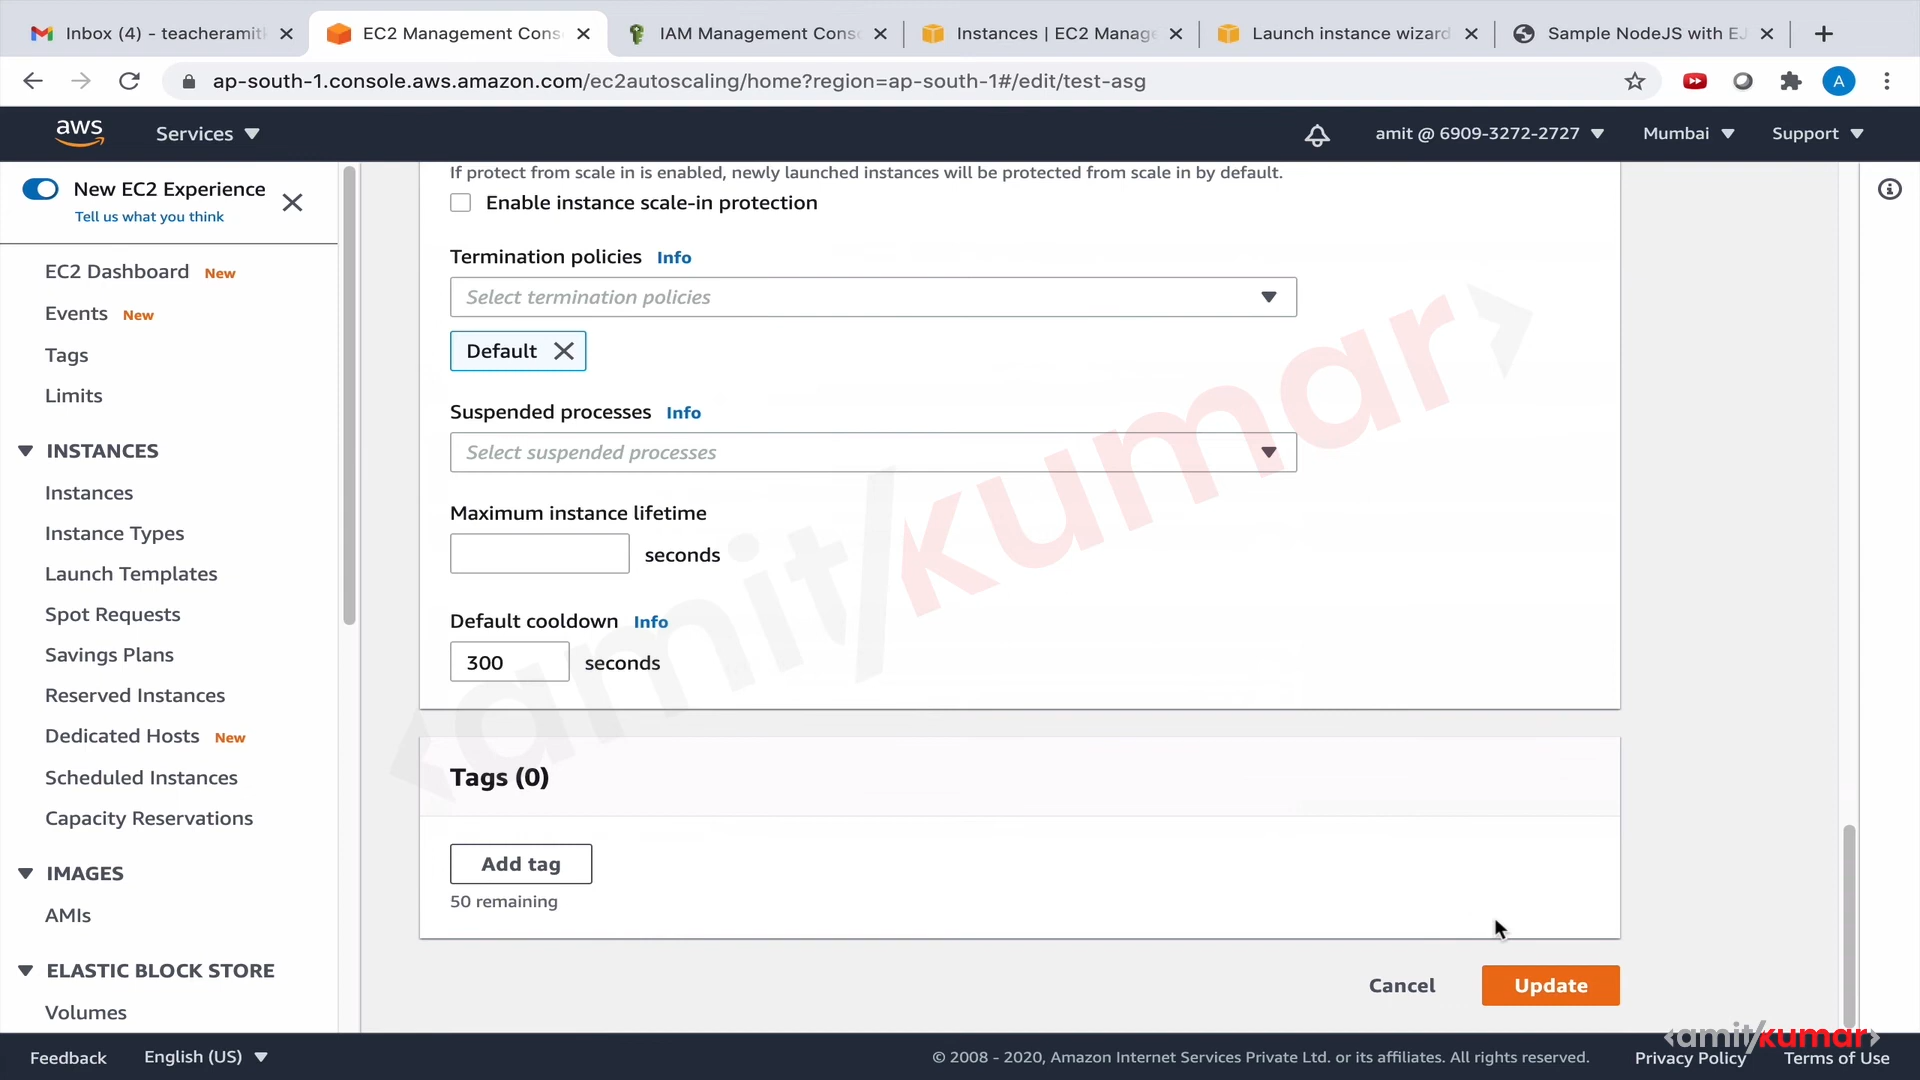 Inbox (4) - teacheramitk
EC2 Management Cons
IAM Management Conso
Instances | EC2 Manage
Launch instance wizard
Sample NodeJS with EJ
ap-south-1.console.aws.amazon.com/ec2autoscaling/home?region=ap-south-1#/edit/test-asg
A
aws
Services
amit @ 6909-3272-2727
Mumbai
Support
New EC2 Experience
Tell us what you think
EC2 Dashboard New
Events New
Tags
Limits
INSTANCES
Instances
Instance Types
Launch Templates
Spot Requests
Savings Plans
Reserved Instances
Dedicated Hosts New
Scheduled Instances
Capacity Reservations
IMAGES
AMIs
ELASTIC BLOCK STORE
Volumes
If protect from scale in is enabled, newly launched instances will be protected from scale in by default.
Enable instance scale-in protection
Termination policies Info
Select termination policies
Default
Suspended processes Info
Select suspended processes
Maximum instance lifetime
seconds
Default cooldown Info
300 seconds
Tags (0)
Add tag
50 remaining
Cancel
Update
<amit/kumar>
Feedback
English (US)
© 2008 - 2020, Amazon Internet Services Private Ltd. or its affiliates. All rights reserved.
Privacy Policy
Terms of Use
<amit/kumar>